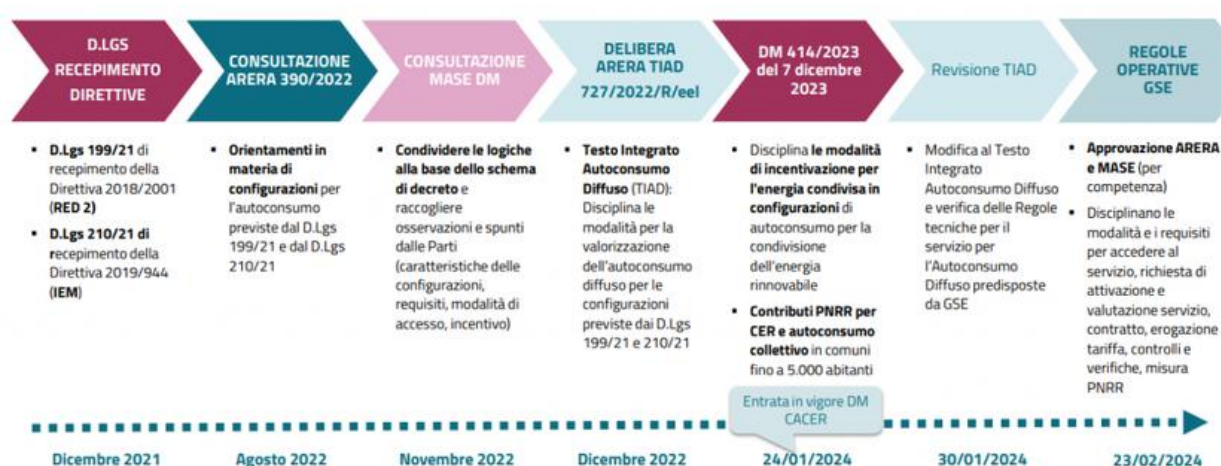 D.LGS
RECEPIMENTO
DIRETTIVE
CONSULTAZIONE
ARERA 390/2022
CONSULTAZIONE
MASE DM
DELIBERA
ARERA TIAD
727/2022/R/eel
DM 414/2023
del 7 dicembre
2023
Revisione TIAD
REGOLE
OPERATIVE
GSE
▪ D.Lgs 199/21 di
recepimento della
Direttiva 2018/2001
(RED 2)
▪ D.Lgs 210/21 di
recepimento della
Direttiva 2019/944
(IEM)
▪ Orientamenti in
materia di
configurazioni per
l'autoconsumo
previste dal D.Lgs
199/21 e dal D.Lgs
210/21
▪ Condividere le logiche
alla base dello schema
di decreto e
raccogliere
osservazioni e spunti
dalle Parti
(caratteristiche delle
configurazioni,
requisiti, modalità di
accesso, incentivo)
▪ Testo Integrato
Autoconsumo
Diffuso (TIAD):
Disciplina le
modalità per la
valorizzazione
dell'autoconsumo
diffuso per le
configurazioni
previste dai D.Lgs
199/21 e 210/21
▪ Disciplina le modalità
di incentivazione per
l'energia condivisa in
configurazioni di
autoconsumo per la
condivisione
dell'energia
rinnovabile
▪ Contributi PNRR per
CER e autoconsumo
collettivo in comuni
fino a 5.000 abitanti
▪ Modifica al Testo
Integrato
Autoconsumo Diffuso
e verifica delle Regole
tecniche per il
servizio per
l'Autoconsumo
Diffuso predisposte
da GSE
▪ Approvazione ARERA
e MASE (per
competenza)
▪ Disciplinano le
modalità e i requisiti
per accedere al
servizio, richiesta di
attivazione e
valutazione servizio,
contratto, erogazione
tariffa, controlli e
verifiche, misura
PNRR
Entrata in vigore DM
CACER
Dicembre 2021
Agosto 2022
Novembre 2022
Dicembre 2022
24/01/2024
30/01/2024
23/02/2024